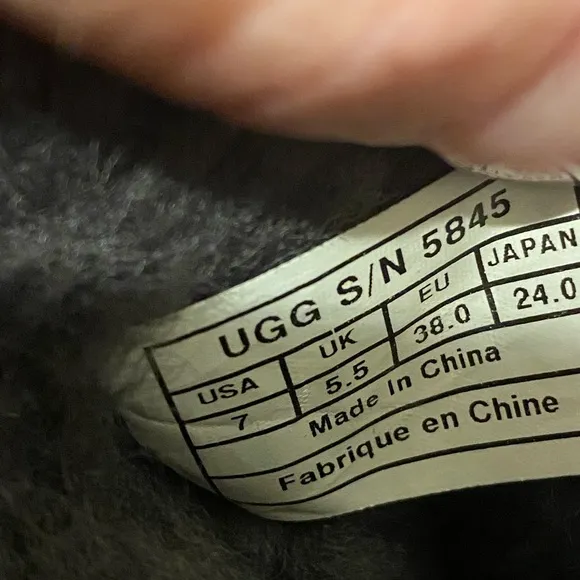 UGG S/N 5845
USA UK EU JAPAN
7 5.5 38.0 24.0
Made In China
Fabrique en Chine